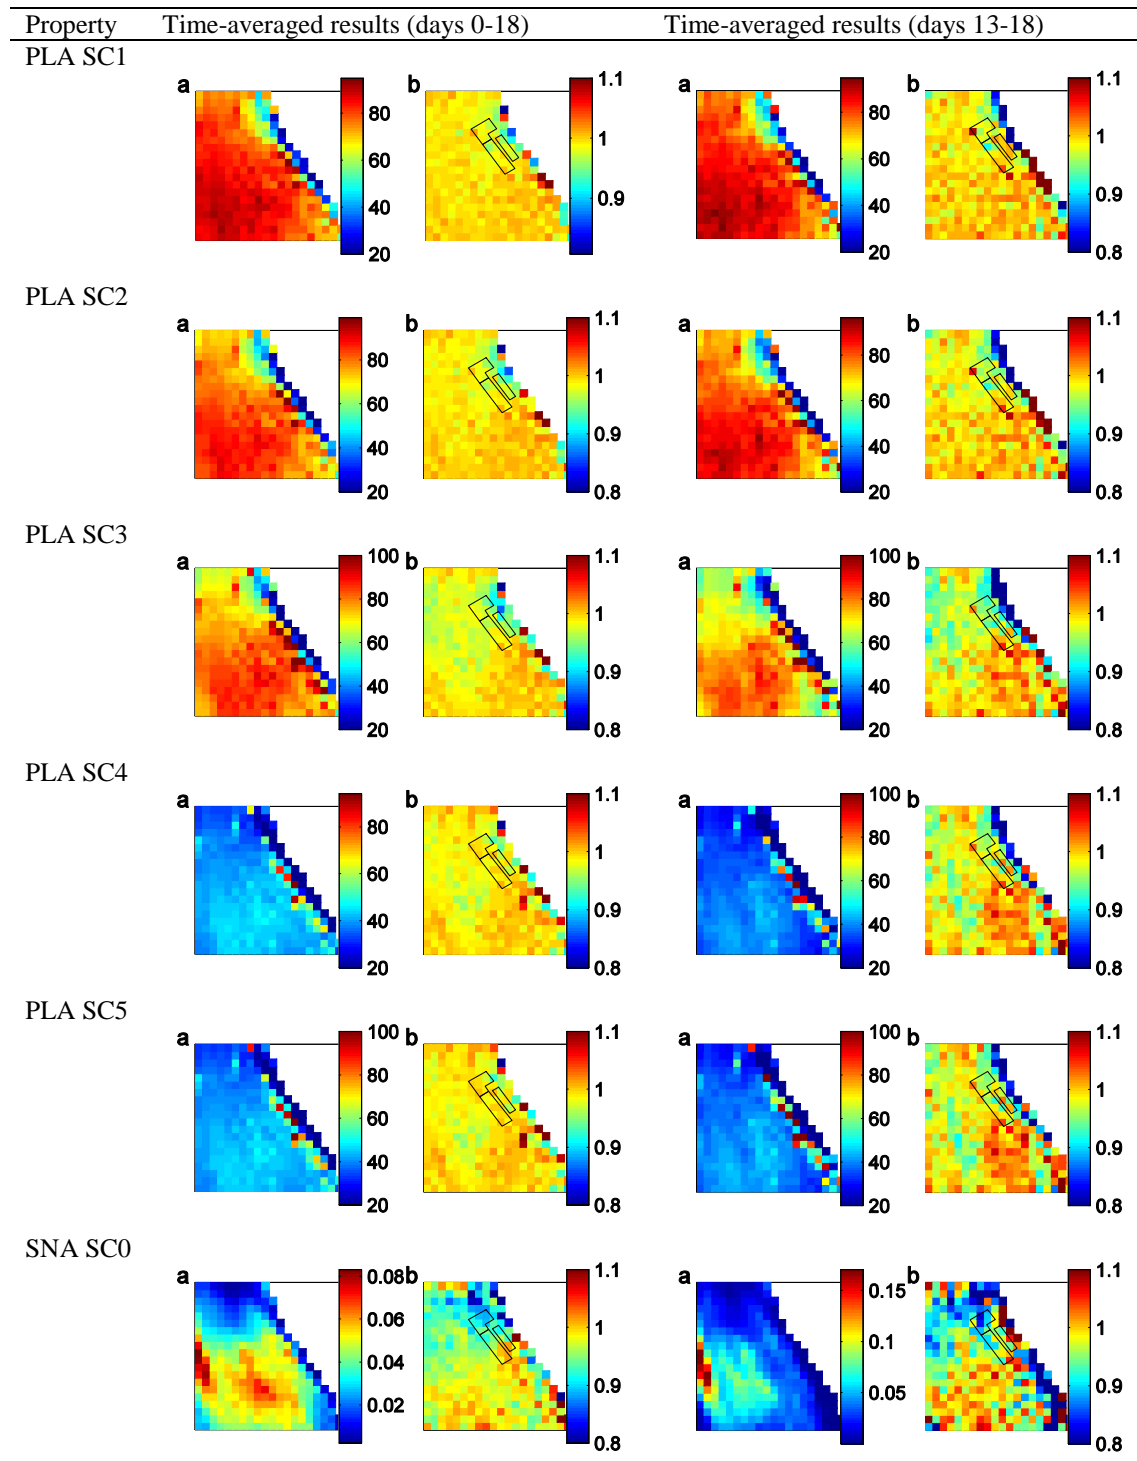 Property Time-averaged results (days 0-18) Time-averaged results (days 13-18)
PLA SC1
a b a b
80 60 40 20
1.1 1 0.9
80 60 40 20
1.1 1 0.9 0.8
PLA SC2
a b a b
80 60 40 20
1.1 1 0.9 0.8
80 60 40 20
1.1 1 0.9 0.8
PLA SC3
a b a b
100 80 60 40 20
1.1 1 0.9 0.8
100 80 60 40 20
1.1 1 0.9 0.8
PLA SC4
a b a b
80 60 40 20
1.1 1 0.9 0.8
100 80 60 40 20
1.1 1 0.9 0.8
PLA SC5
a b a b
100 80 60 40 20
1.1 1 0.9 0.8
100 80 60 40 20
1.1 1 0.9 0.8
SNA SC0
a b a b
0.08 0.06 0.04 0.02
1.1 1 0.9 0.8
0.15 0.1 0.05
1.1 1 0.9 0.8